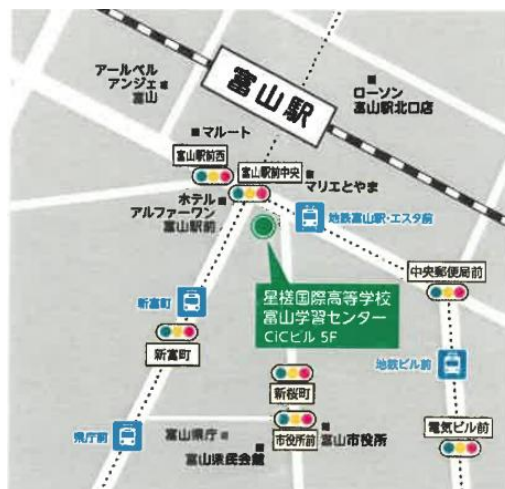 アールベル
アンジェ
富山
富山駅
ローソン
富山駅北口店
マルート
富山駅前西
富山駅前中央
マリエとやま
ホテル
アルファーワン
富山駅前
地鉄富山駅・エスタ前
中央郵便局前
星槎国際高等学校
富山学習センター
CiCビル 5F
新富町
新富町
地鉄ビル前
新桜町
県庁前
富山県庁
市役所前
富山市役所
電気ビル前
富山県民会館